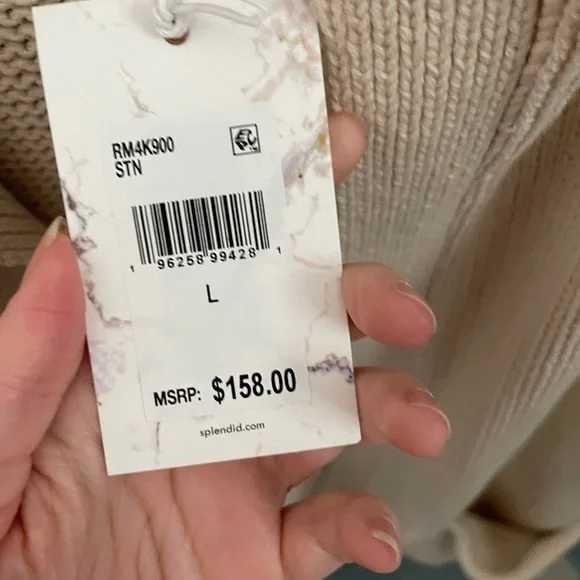 RM4K900
STN
1 96258 99428 1
L
MSRP: $158.00
splendid.com